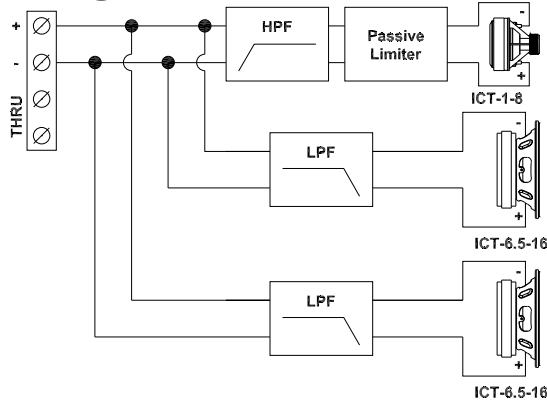 +
-
THRU
HPF
Passive
Limiter
-
+
ICT-1-8
LPF
-
+
ICT-6.5-16
LPF
-
+
ICT-6.5-16